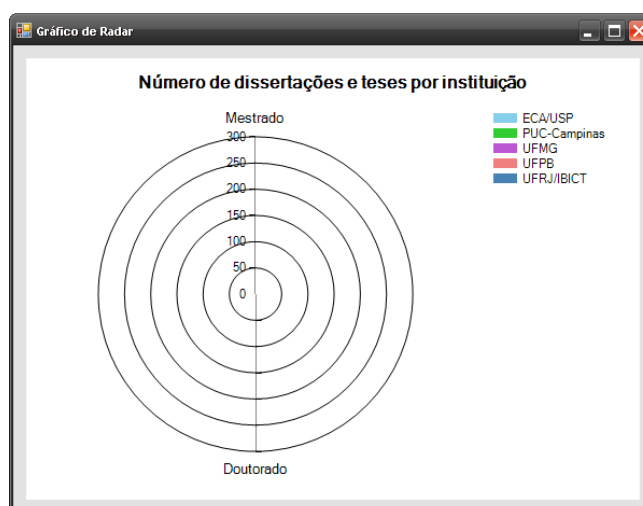 Gráfico de Radar
Número de dissertações e teses por instituição
Mestrado
300
250
200
150
100
50
0
Doutorado
ECA/USP
PUC-Campinas
UFMG
UFPB
UFRJ/IBICT